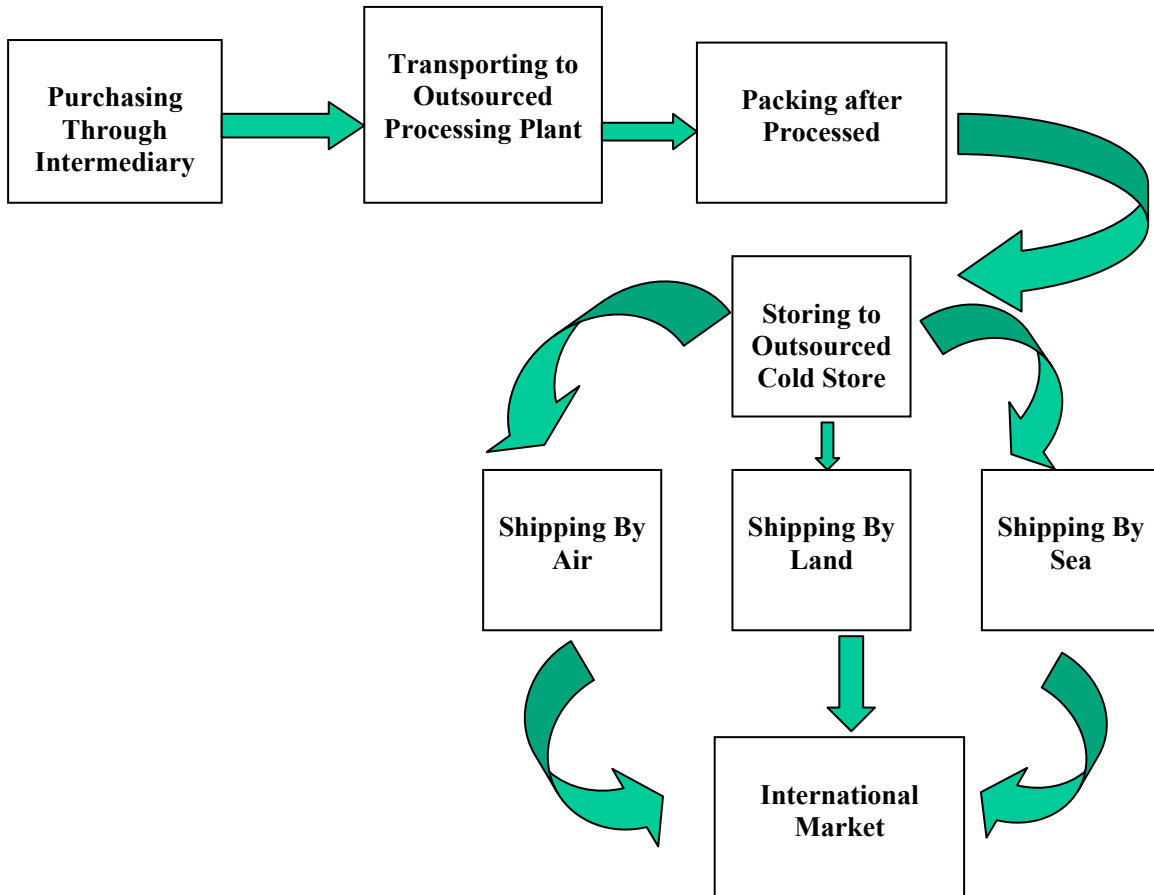 Purchasing
Through
Intermediary
Transporting to
Outsourced
Processing Plant
Packing after
Processed
Storing to
Outsourced
Cold Store
Shipping By
Air
Shipping By
Land
Shipping By
Sea
International
Market